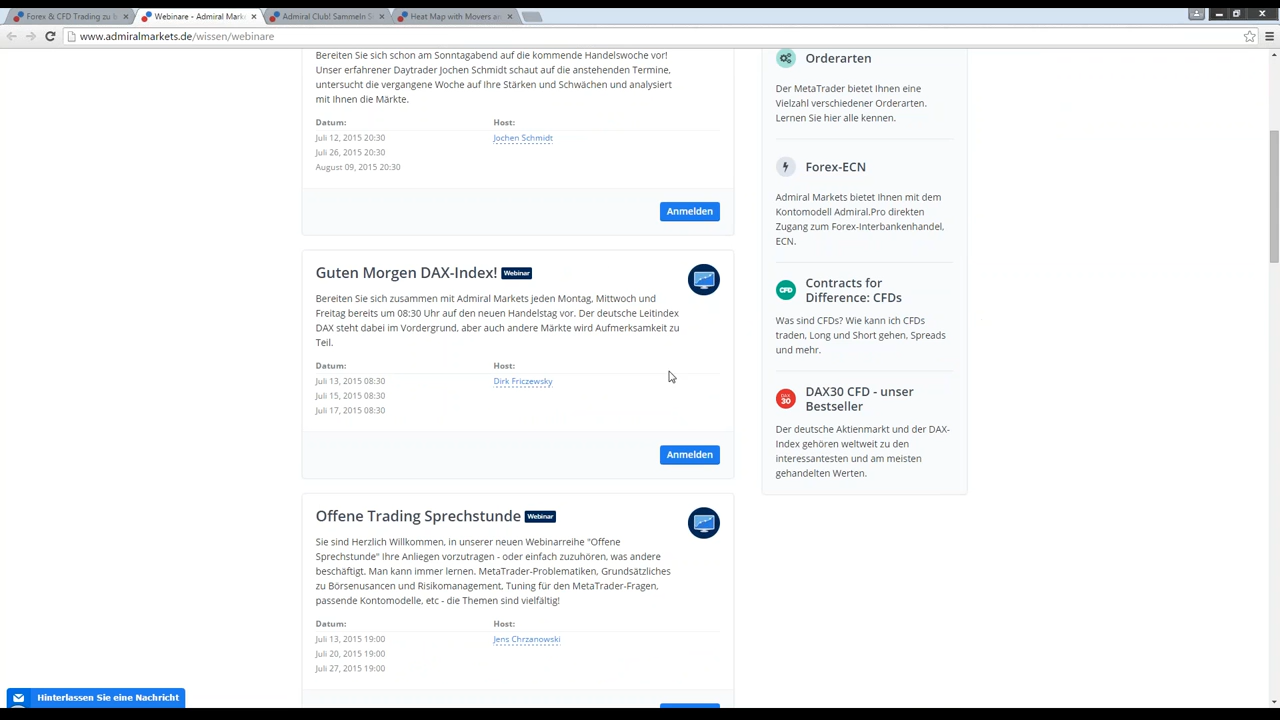 Forex & CFD Trading zu
Webinare - Admiral Mark
Admiral Club! Sammeln S
Heat Map with Movers an
www.admiralmarkets.de/wissen/webinare
Bereiten Sie sich schon am Sonntagabend auf die kommende Handelswoche vor!
Unser erfahrener Daytrader Jochen Schmidt schaut auf die anstehenden Termine,
untersucht die vergangene Woche auf Ihre Stärken und Schwächen und analysiert
mit Ihnen die Märkte.
Datum:
Host:
Juli 12, 2015 20:30
Jochen Schmidt
Juli 26, 2015 20:30
August 09, 2015 20:30
Anmelden
Guten Morgen DAX-Index! Webinar
Bereiten Sie sich zusammen mit Admiral Markets jeden Montag, Mittwoch und
Freitag bereits um 08:30 Uhr auf den neuen Handelstag vor. Der deutsche Leitindex
DAX steht dabei im Vordergrund, aber auch andere Märkte wird Aufmerksamkeit zu
Teil.
Datum:
Host:
Juli 13, 2015 08:30
Dirk Friczewsky
Juli 15, 2015 08:30
Juli 17, 2015 08:30
Anmelden
Offene Trading Sprechstunde Webinar
Sie sind Herzlich Willkommen, in unserer neuen Webinarreihe "Offene
Sprechstunde" Ihre Anliegen vorzutragen - oder einfach zuzuhören, was andere
beschäftigt. Man kann immer lernen. MetaTrader-Problematiken, Grundsätzliches
zu Börsenusancen und Risikomanagement, Tuning für den MetaTrader-Fragen,
passende Kontomodelle, etc - die Themen sind vielfältig!
Datum:
Host:
Juli 13, 2015 19:00
Jens Chrzanowski
Juli 20, 2015 19:00
Juli 27, 2015 19:00
Orderarten
Der MetaTrader bietet Ihnen eine
Vielzahl verschiedener Orderarten.
Lernen Sie hier alle kennen.
Forex-ECN
Admiral Markets bietet Ihnen mit dem
Kontomodell Admiral.Pro direkten
Zugang zum Forex-Interbankenhandel,
ECN.
CFD
Contracts for
Difference: CFDs
Was sind CFDs? Wie kann ich CFDs
traden, Long und Short gehen, Spreads
und mehr.
DAX
30
DAX30 CFD - unser
Bestseller
Der deutsche Aktienmarkt und der DAX-
Index gehören weltweit zu den
interessantesten und am meisten
gehandelten Werten.
Hinterlassen Sie eine Nachricht